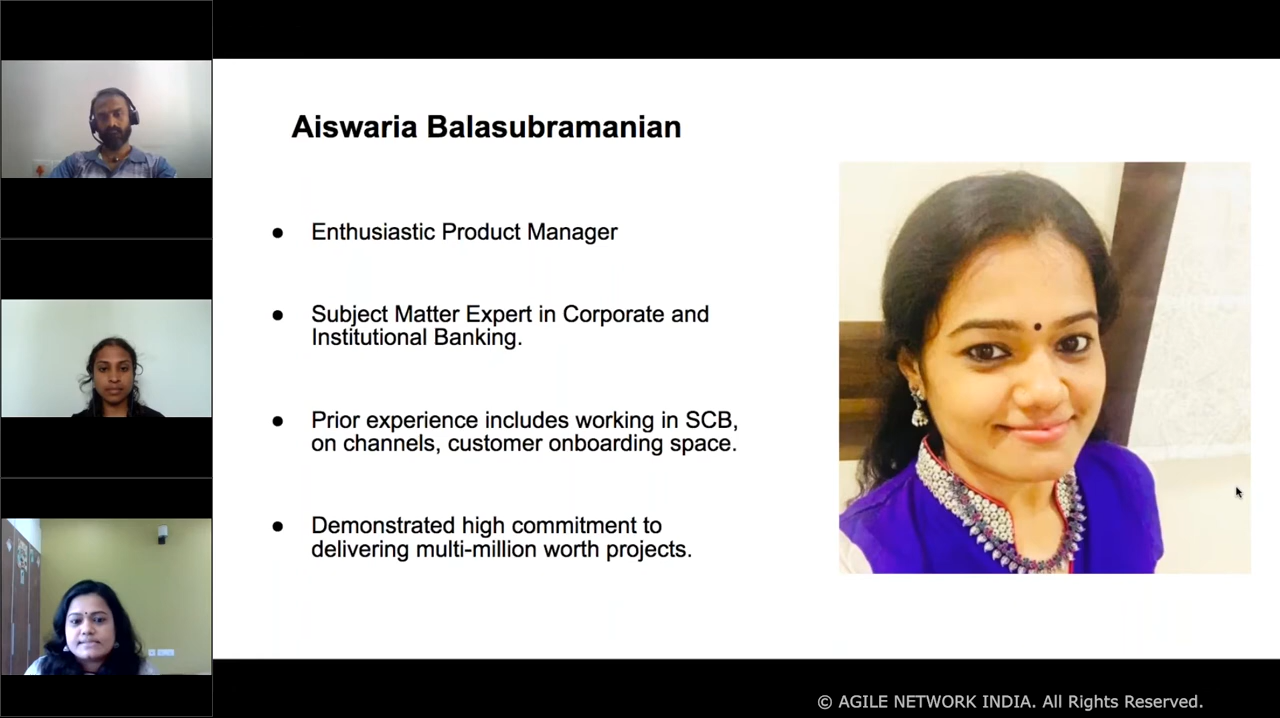 Aiswaria Balasubramanian
● Enthusiastic Product Manager
● Subject Matter Expert in Corporate and
Institutional Banking.
● Prior experience includes working in SCB,
on channels, customer onboarding space.
● Demonstrated high commitment to
delivering multi-million worth projects.
© AGILE NETWORK INDIA. All Rights Reserved.